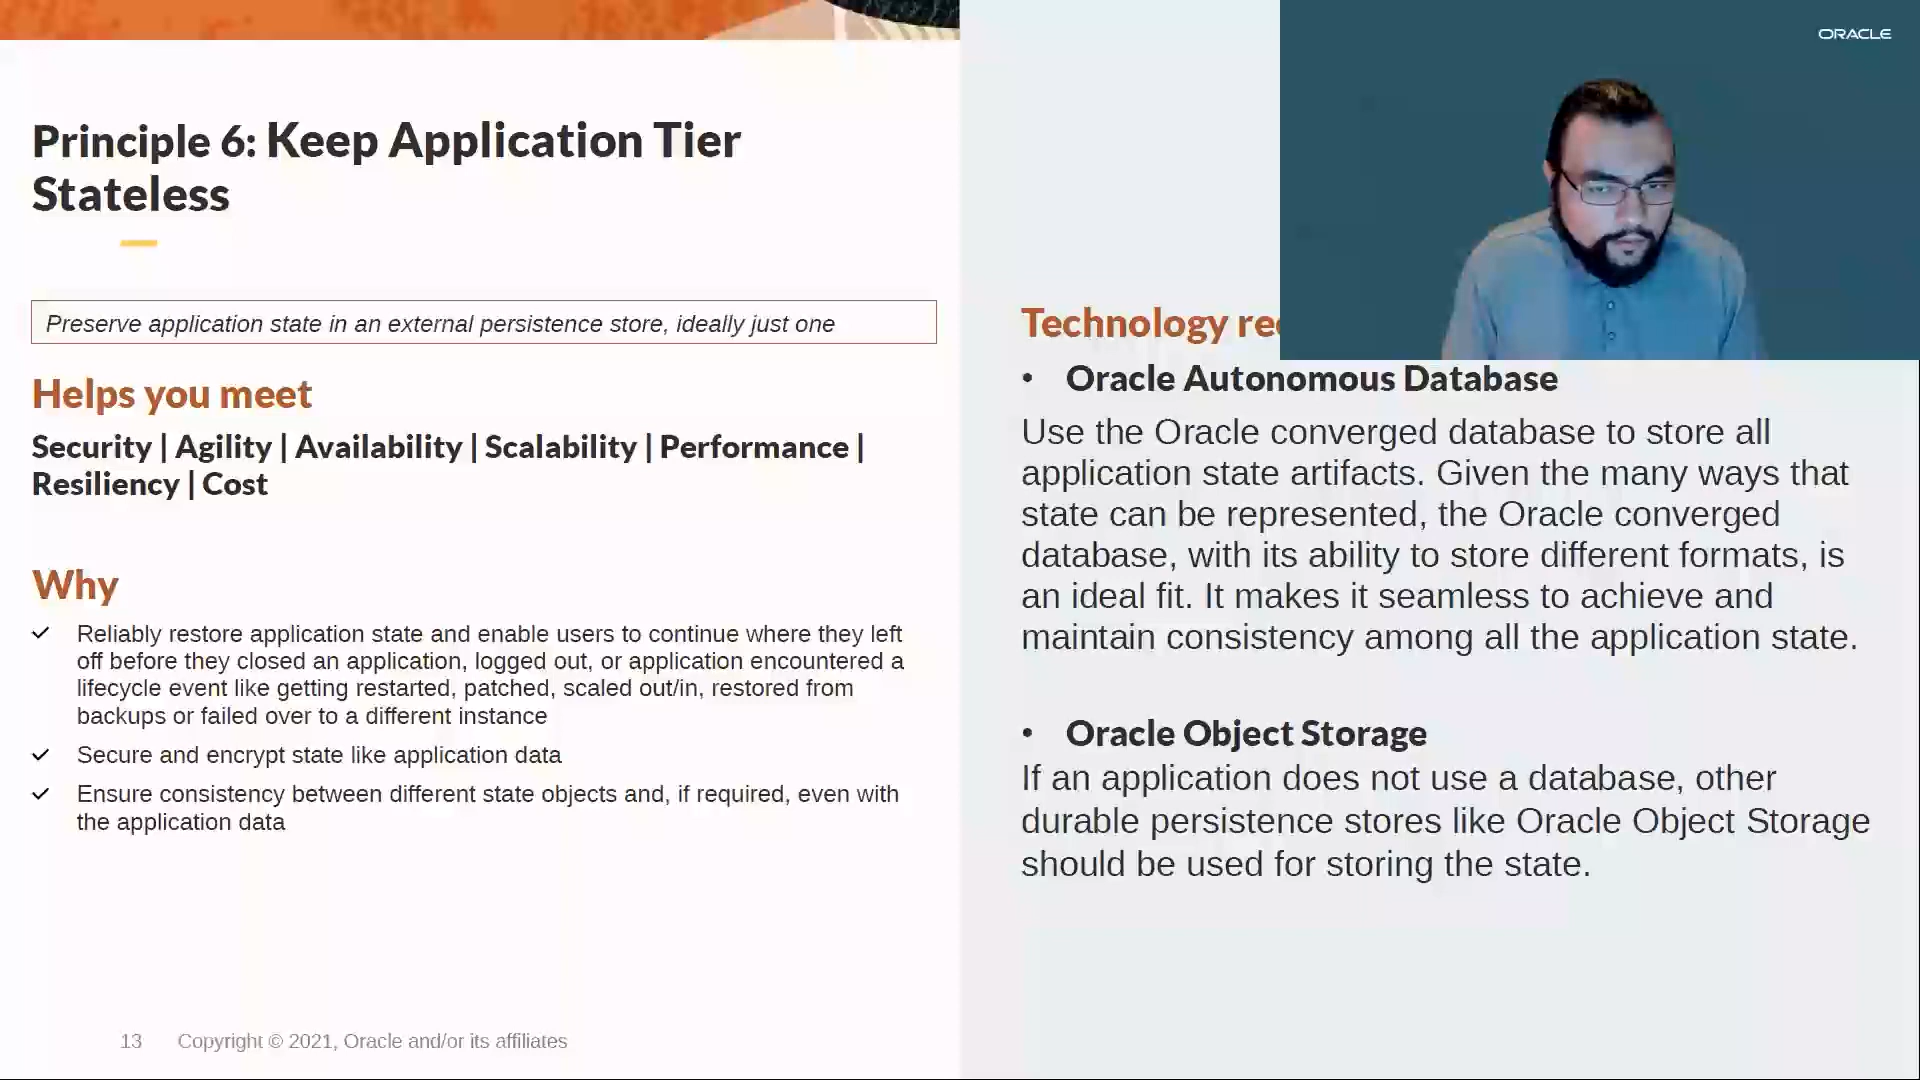 ORACLE
Principle 6: Keep Application Tier
Stateless
Preserve application state in an external persistence store, ideally just one
Helps you meet
Security | Agility | Availability | Scalability | Performance |
Resiliency | Cost
Why
✓ Reliably restore application state and enable users to continue where they left
off before they closed an application, logged out, or application encountered a
lifecycle event like getting restarted, patched, scaled out/in, restored from
backups or failed over to a different instance
✓ Secure and encrypt state like application data
✓ Ensure consistency between different state objects and, if required, even with
the application data
Technology
• Oracle Autonomous Database
Use the Oracle converged database to store all
application state artifacts. Given the many ways that
state can be represented, the Oracle converged
database, with its ability to store different formats, is
an ideal fit. It makes it seamless to achieve and
maintain consistency among all the application state.
• Oracle Object Storage
If an application does not use a database, other
durable persistence stores like Oracle Object Storage
should be used for storing the state.
13 Copyright © 2021, Oracle and/or its affiliates